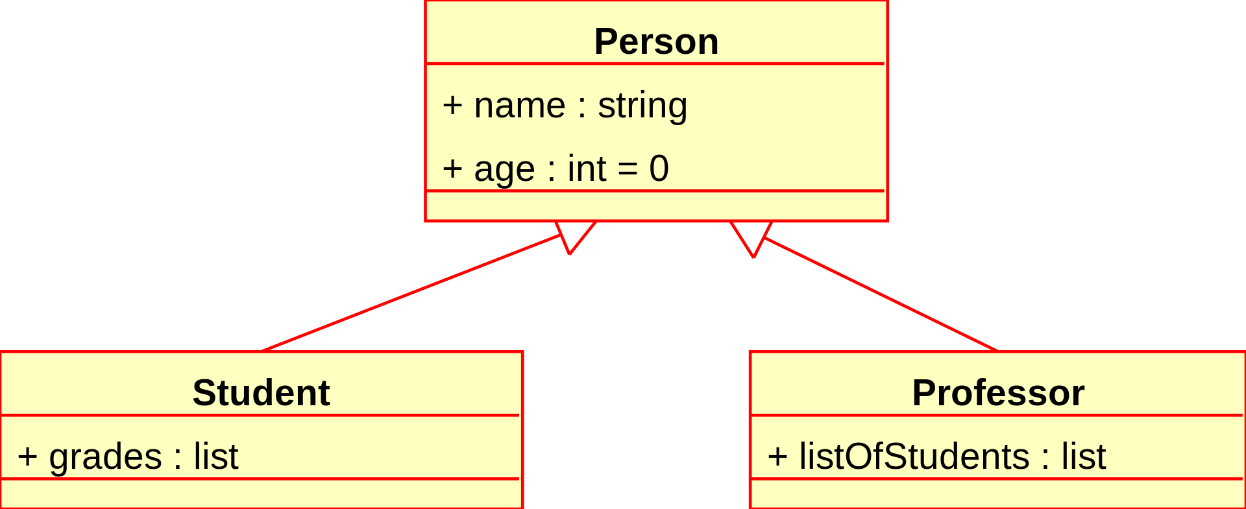 Person
+ name : string
+ age : int = 0
Student
+ grades : list
Professor
+ listOfStudents : list